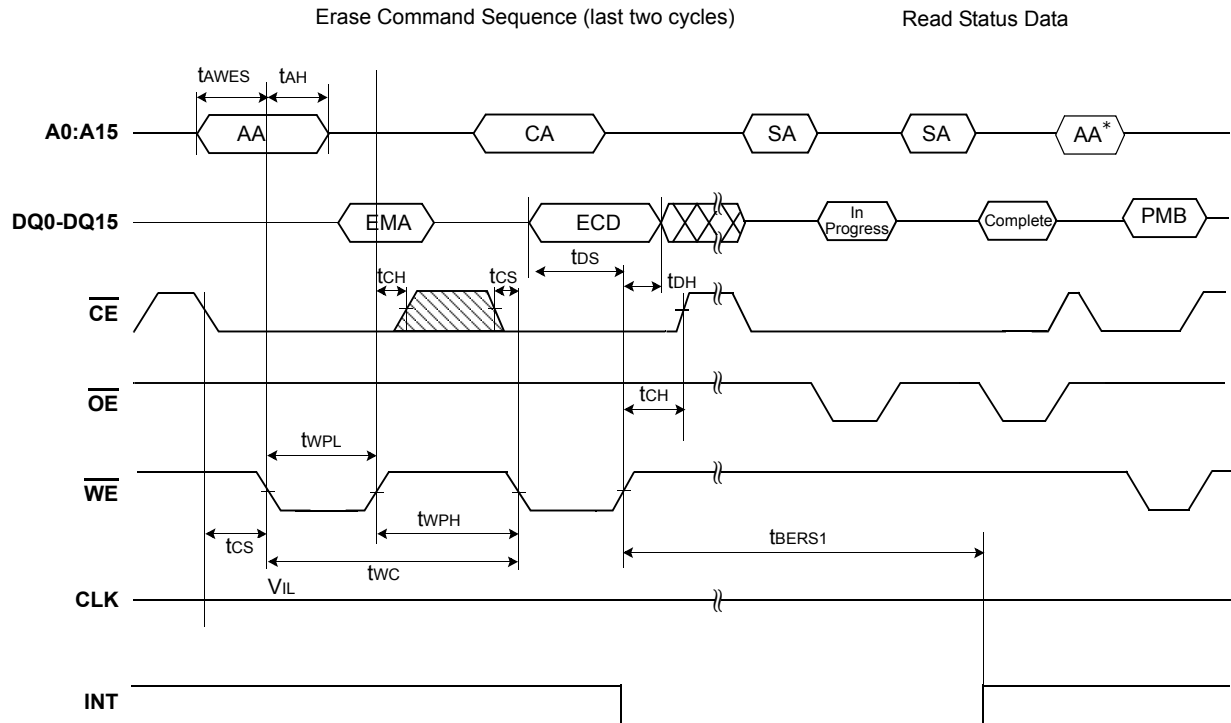 Erase Command Sequence (last two cycles) Read Status Data
tAWES tAH
A0:A15 AA CA SA SA AA*
DQ0-DQ15 EMA ECD In Progress Complete PMB
tCH tCS tDS tDH
CE
OE
tCH
tWPL
WE
tWPH
tCS tWC tBERS1
VIL
CLK
INT